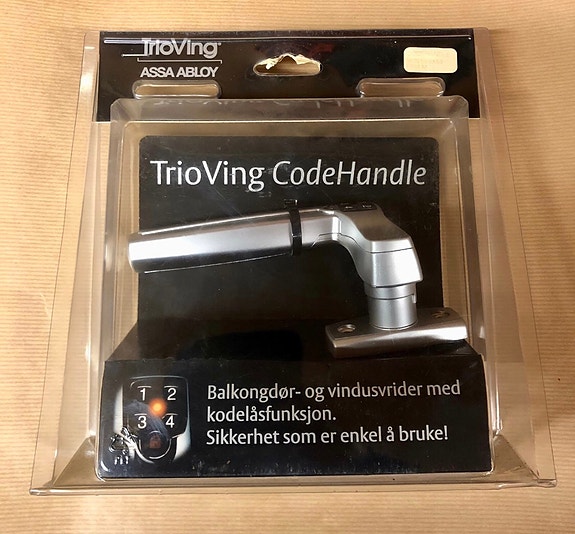 TrioVing®
ASSA ABLOY
TrioVing CodeHandle
Balkongdør- og vindusvrider med
kodelåsfunksjon.
Sikkerhet som er enkel å bruke!
1 2
3 4